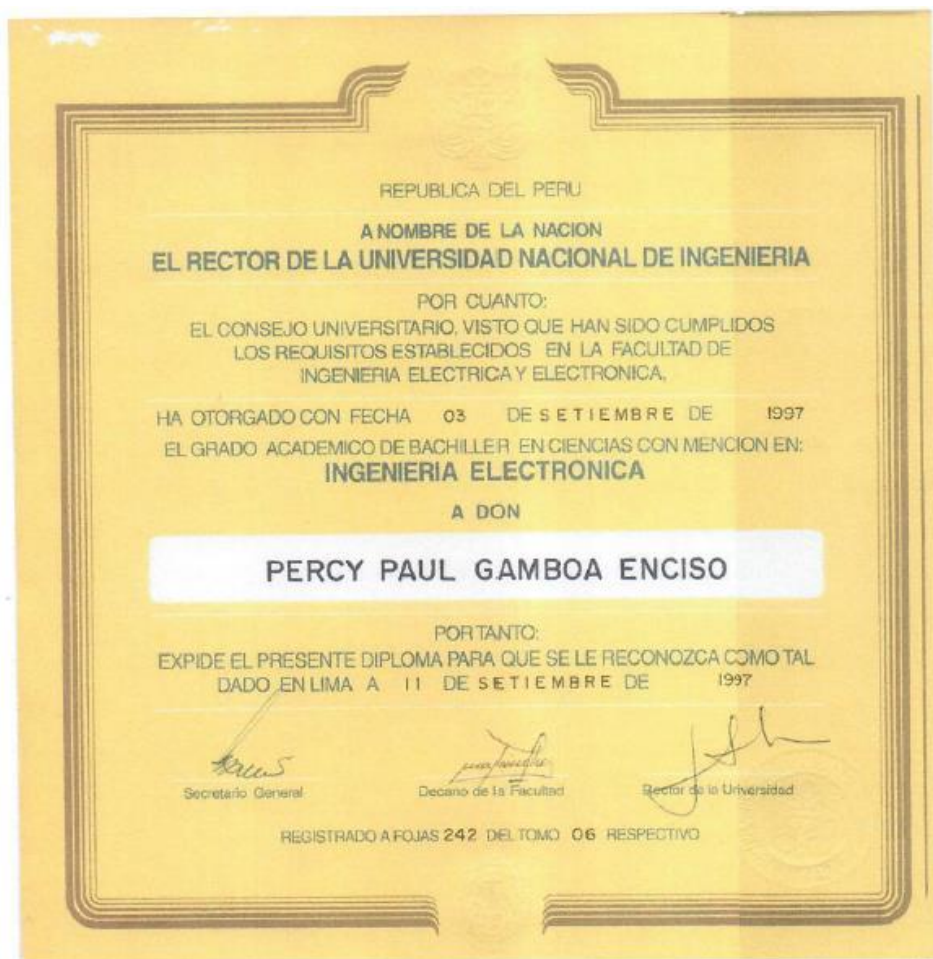 REPUBLICA DEL PERU
A NOMBRE DE LA NACION
EL RECTOR DE LA UNIVERSIDAD NACIONAL DE INGENIERIA
POR CUANTO:
EL CONSEJO UNIVERSITARIO, VISTO QUE HAN SIDO CUMPLIDOS
LOS REQUISITOS ESTABLECIDOS EN LA FACULTAD DE
INGENIERIA ELECTRICA Y ELECTRONICA,
HA OTORGADO CON FECHA 03 DE SETIEMBRE DE 1997
EL GRADO ACADEMICO DE BACHILLER EN CIENCIAS CON MENCION EN:
INGENIERIA ELECTRONICA
A DON
PERCY PAUL GAMBOA ENCISO
POR TANTO:
EXPIDE EL PRESENTE DIPLOMA PARA QUE SE LE RECONOZCA COMO TAL
DADO EN LIMA A 11 DE SETIEMBRE DE 1997
Secretario General Decano de la Facultad Rector de la Universidad
REGISTRADO A FOJAS 242 DEL TOMO 06 RESPECTIVO